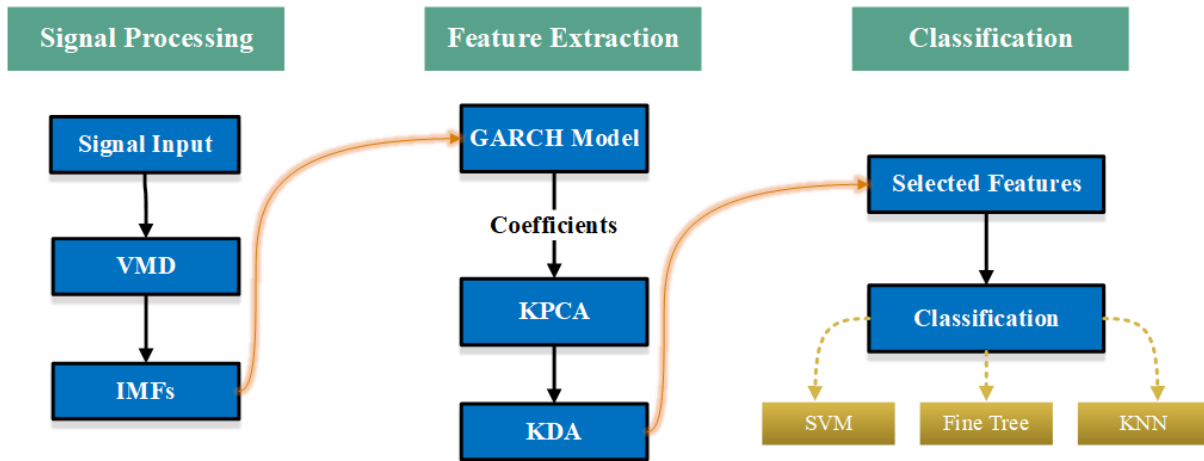 Signal Processing
Feature Extraction
Classification
Signal Input
VMD
IMFs
GARCH Model
Coefficients
KPCA
KDA
Selected Features
Classification
SVM
Fine Tree
KNN